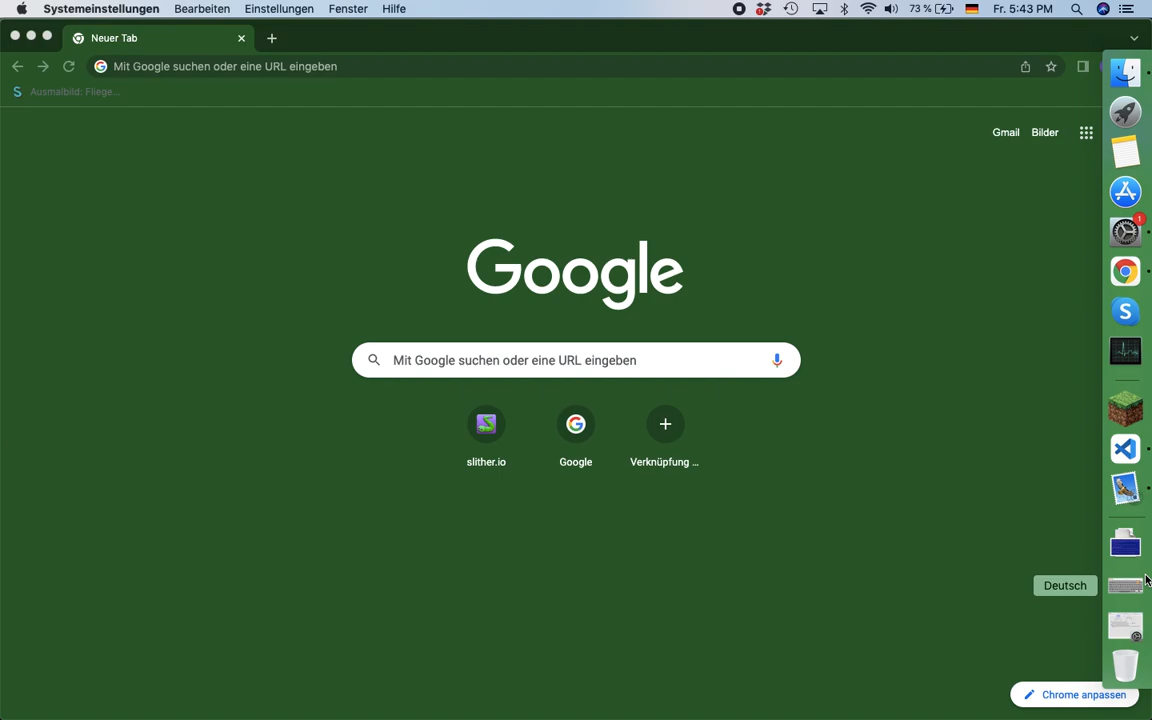 Systemeinstellungen Bearbeiten Einstellungen Fenster Hilfe 73 % Fr. 5:43 PM
Neuer Tab
Mit Google suchen oder eine URL eingeben
S Ausmalbild: Fliege...
Gmail Bilder
1
Google
S
Mit Google suchen oder eine URL eingeben
slither.io Google Verknüpfung ...
Deutsch
Chrome anpassen